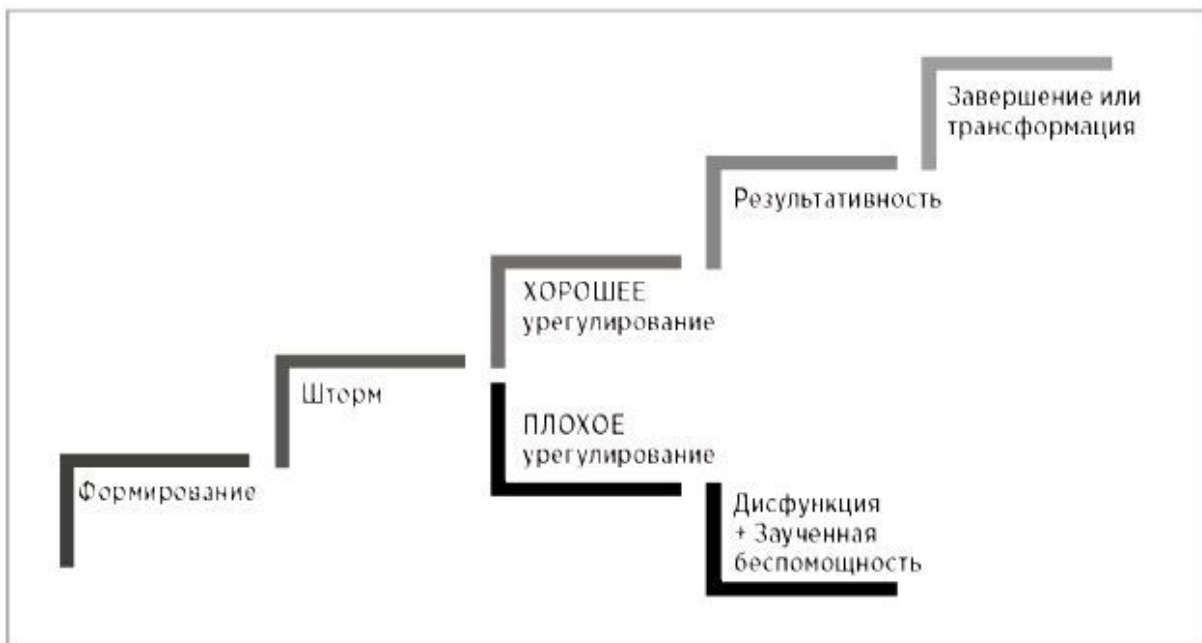 Завершение или
трансформация
Результативность
ХОРОШЕЕ
урегулирование
Шторм
ПЛОХОЕ
урегулирование
Формирование
Дисфункция
+ Заученная
беспомощность